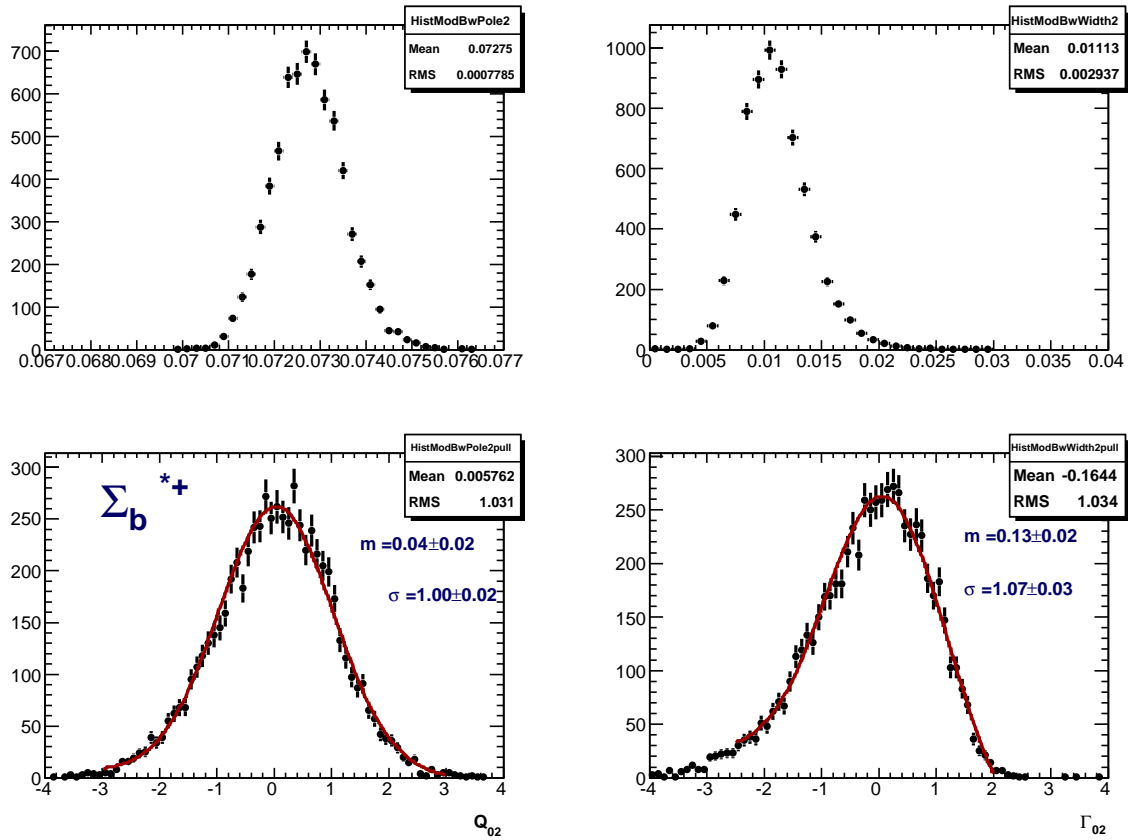 HistModBwPole2
Mean 0.07275
RMS 0.0007785
700
600
500
400
300
200
100
0
0.067 0.068 0.069 0.07 0.071 0.072 0.073 0.074 0.075 0.076 0.077
HistModBwWidth2
Mean 0.01113
RMS 0.002937
1000
800
600
400
200
0
0 0.005 0.01 0.015 0.02 0.025 0.03 0.035 0.04
HistModBwPole2pull
Mean 0.005762
RMS 1.031
Σb*+
m =0.04±0.02
σ =1.00±0.02
300
250
200
150
100
50
0
-4 -3 -2 -1 0 1 2 3 4
Q02
HistModBwWidth2pull
Mean -0.1644
RMS 1.034
m =0.13±0.02
σ =1.07±0.03
300
250
200
150
100
50
0
-4 -3 -2 -1 0 1 2 3 4
Γ02